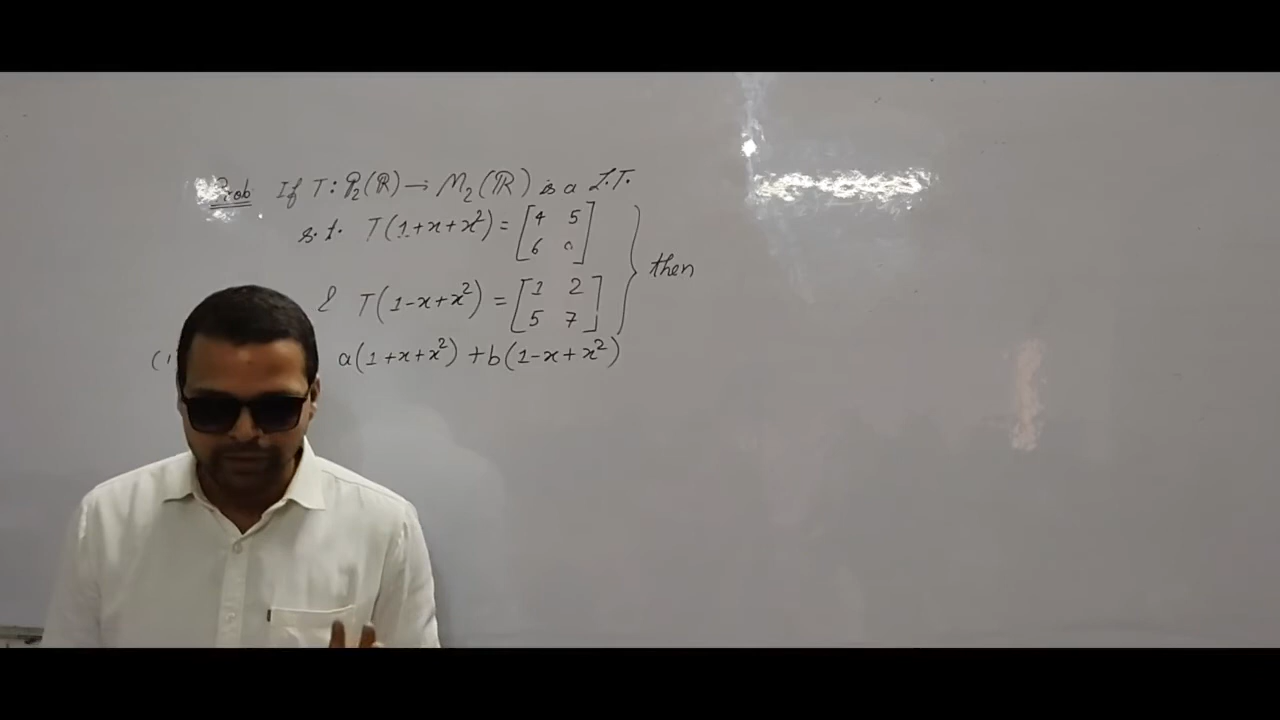 Prob If T: P₂(R) → M₂(R) is a L.T.
s.t. T(1+x+x²) = [4 5
6 0]
& T(1-x+x²) = [1 2
5 7] } then
a(1+x+x²) + b(1-x+x²)